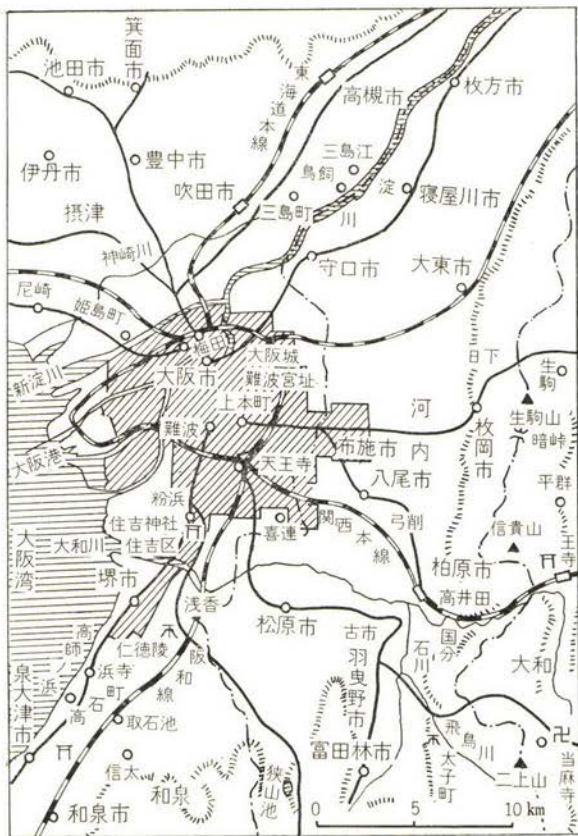 箕面市
池田市
東海道本線
高槻市
枚方市
伊丹市
豊中市
三島江
鳥飼
吹田市
淀川
寝屋川市
三島町
摂津
神崎川
守口市
大東市
尼崎
姫島町
梅田
大阪城
日下
生駒
新淀川
大阪市
難波宮址
上本町
河内
生駒山
難波
布施市
枚岡市
暗峠
大阪港
天王寺
八尾市
平群
粉浜
関西本線
弓削
信貴山
王寺
住吉神社
喜連
大阪湾
大和川
住吉区
柏原市
堺市
高井田
浅香
松原市
古市
石川
国分
高師浜
仁徳陵
阪和線
大和
浜寺
羽曳野市
泉大津市
高石町
取石池
飛鳥川
太子町
富田林市
信太
和泉
狭山池
二上山
当麻寺
和泉市
0 5 10 km